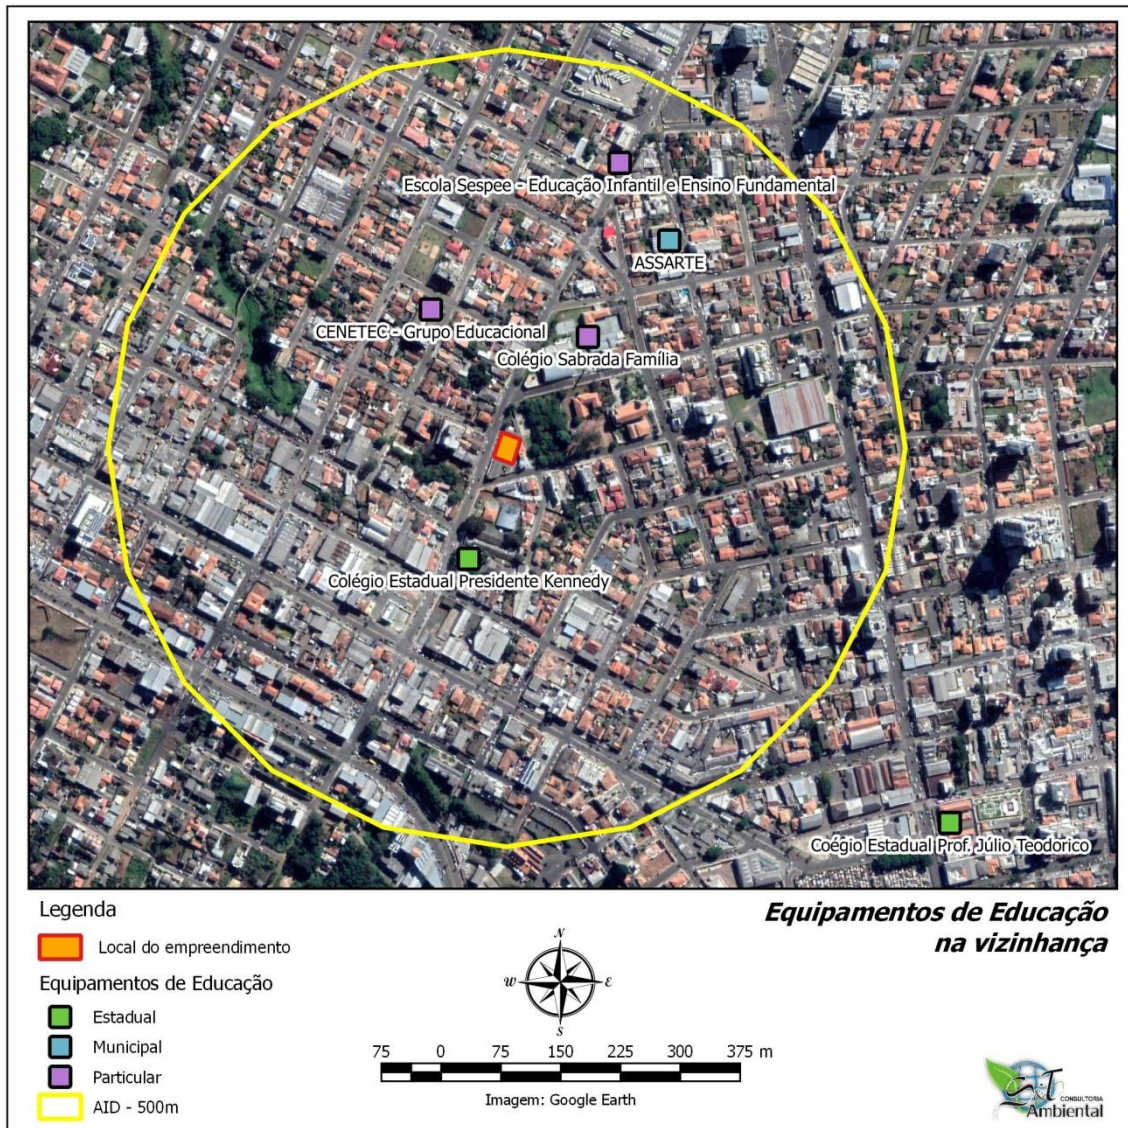 Escola Sespee - Educação Infantil e Ensino Fundamental
ASSARTE
CENETEC - Grupo Educacional
Colégio Sabrada Família
Colégio Estadual Presidente Kennedy
Coégio Estadual Prof. Júlio Teodorico
Legenda
Local do empreendimento
Equipamentos de Educação
Estadual
Municipal
Particular
AID - 500m
N
W
E
S
75 0 75 150 225 300 375 m
Imagem: Google Earth
Equipamentos de Educação
na vizinhança
CONSULTORIA
Ambiental